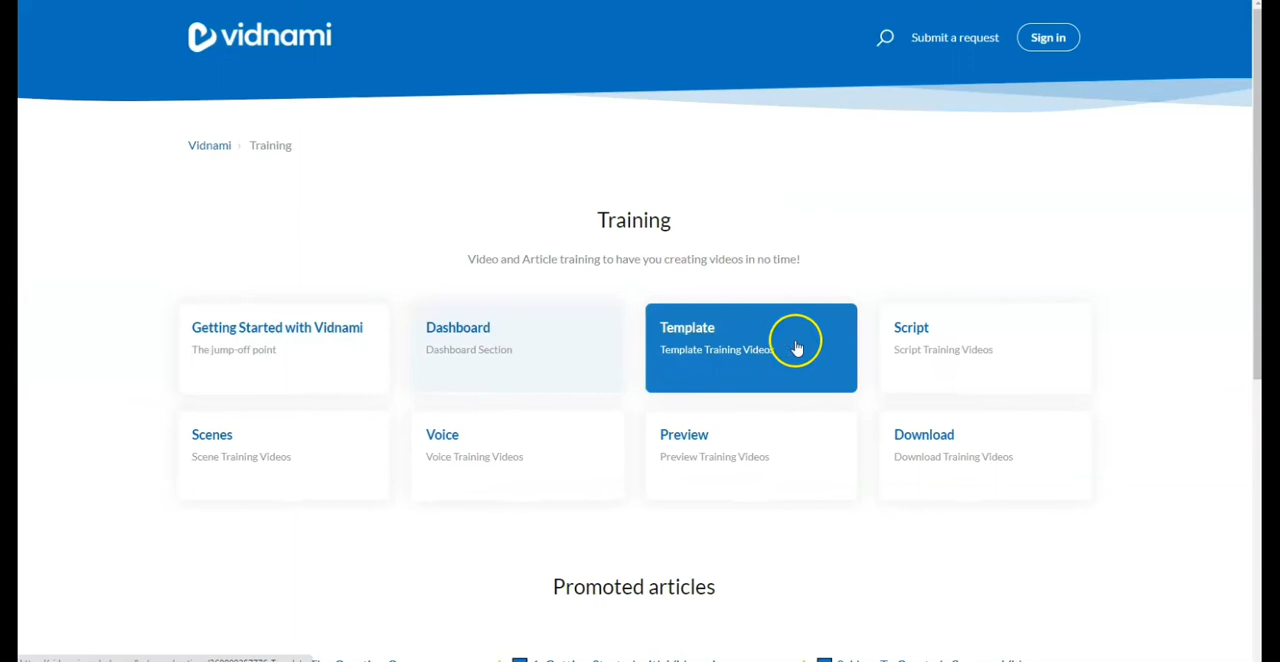 vidnami
Submit a request
Sign in
Vidnami › Training
Training
Video and Article training to have you creating videos in no time!
Getting Started with Vidnami
The jump-off point
Dashboard
Dashboard Section
Template
Template Training Videos
Script
Script Training Videos
Scenes
Scene Training Videos
Voice
Voice Training Videos
Preview
Preview Training Videos
Download
Download Training Videos
Promoted articles